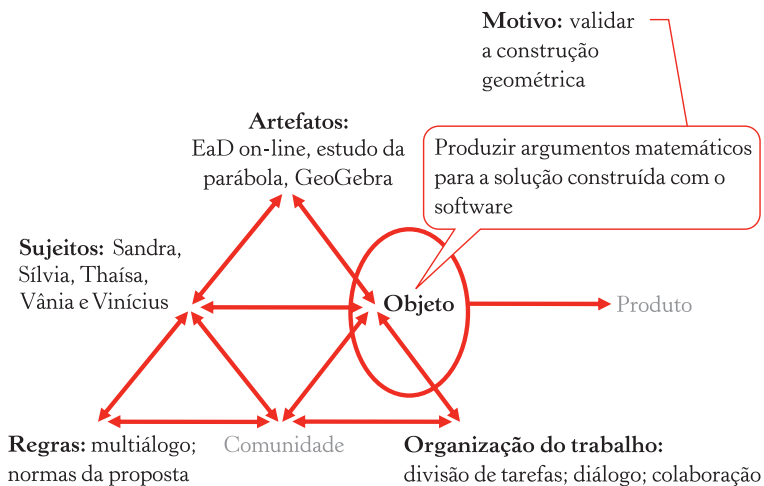 Motivo: validar
a construção
geométrica
Artefatos:
EaD on-line, estudo da
parábola, GeoGebra
Produzir argumentos matemáticos
para a solução construída com o
software
Sujeitos: Sandra,
Sílvia, Thaísa,
Vânia e Vinícius
Objeto
Produto
Regras: multiálogo;
normas da proposta
Comunidade
Organização do trabalho:
divisão de tarefas; diálogo; colaboração